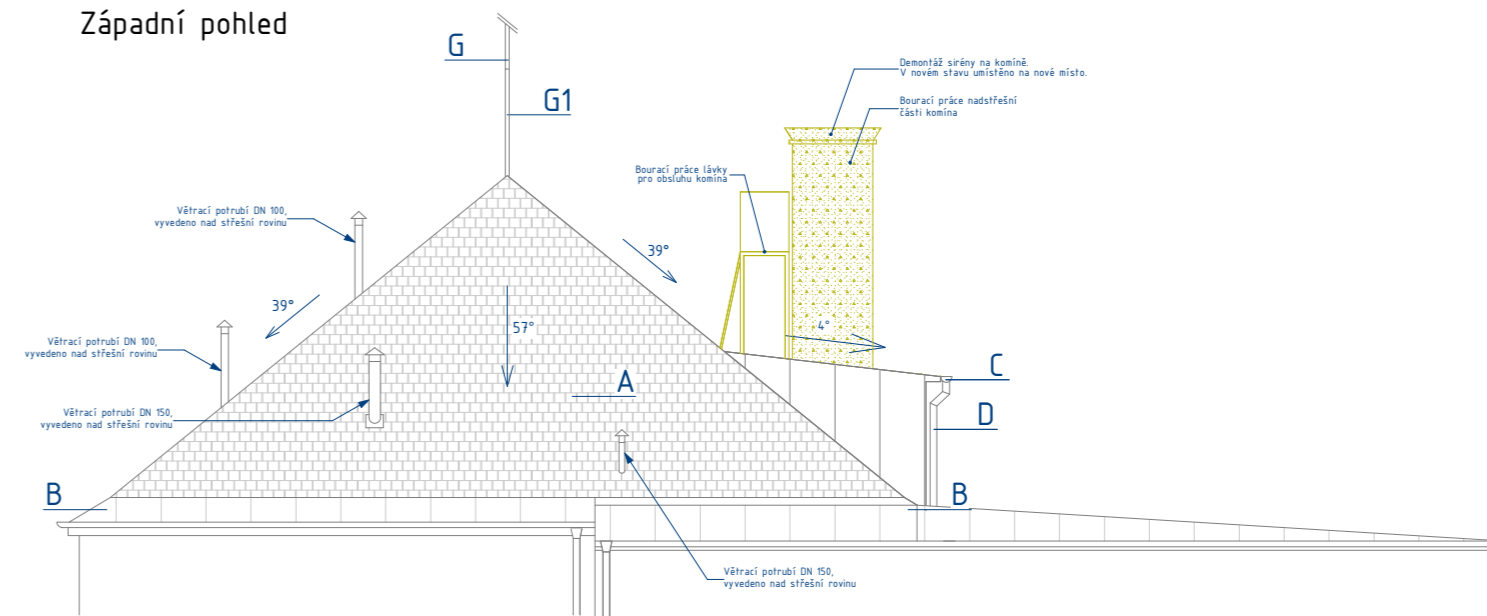 Západní pohled
G
G1
Demontáž sirény na komíně.
V novém stavu umístěno na nové místo.
Bourací práce nadstřešní
části komína
Bourací práce lávky
pro obsluhu komína
Větrací potrubí DN 100,
vyvedeno nad střešní rovinu
39°
39°
57°
4°
Větrací potrubí DN 100,
vyvedeno nad střešní rovinu
A
C
D
Větrací potrubí DN 150,
vyvedeno nad střešní rovinu
B
B
Větrací potrubí DN 150,
vyvedeno nad střešní rovinu